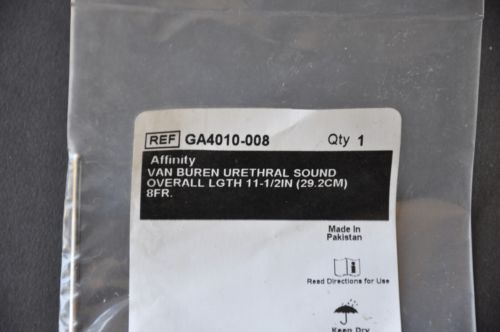 REF GA4010-008 Qty 1
Affinity
VAN BUREN URETHRAL SOUND
OVERALL LGTH 11-1/2IN (29.2CM)
8FR.
Made In
Pakistan
Read Directions for Use
Keep Dry